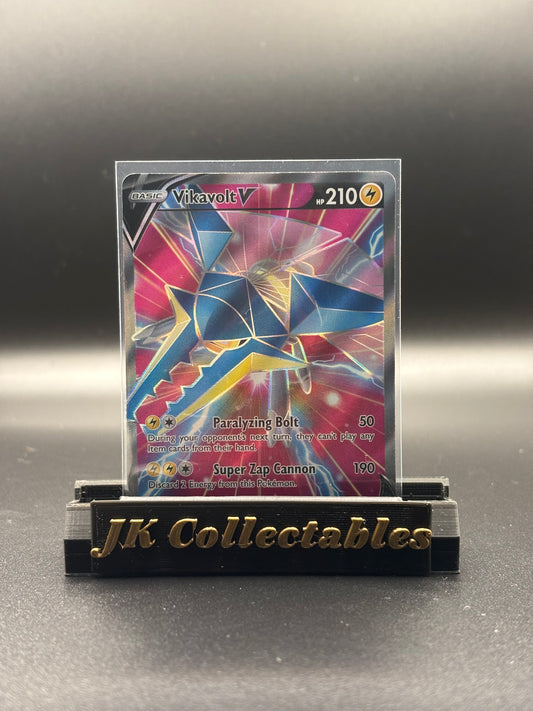 BASIC Vikavolt V HP 210
Paralyzing Bolt 50
During your opponent's next turn, they can't play any
Item cards from their hand.
Super Zap Cannon 190
Discard 2 Energy from this Pokémon.
JK Collectables